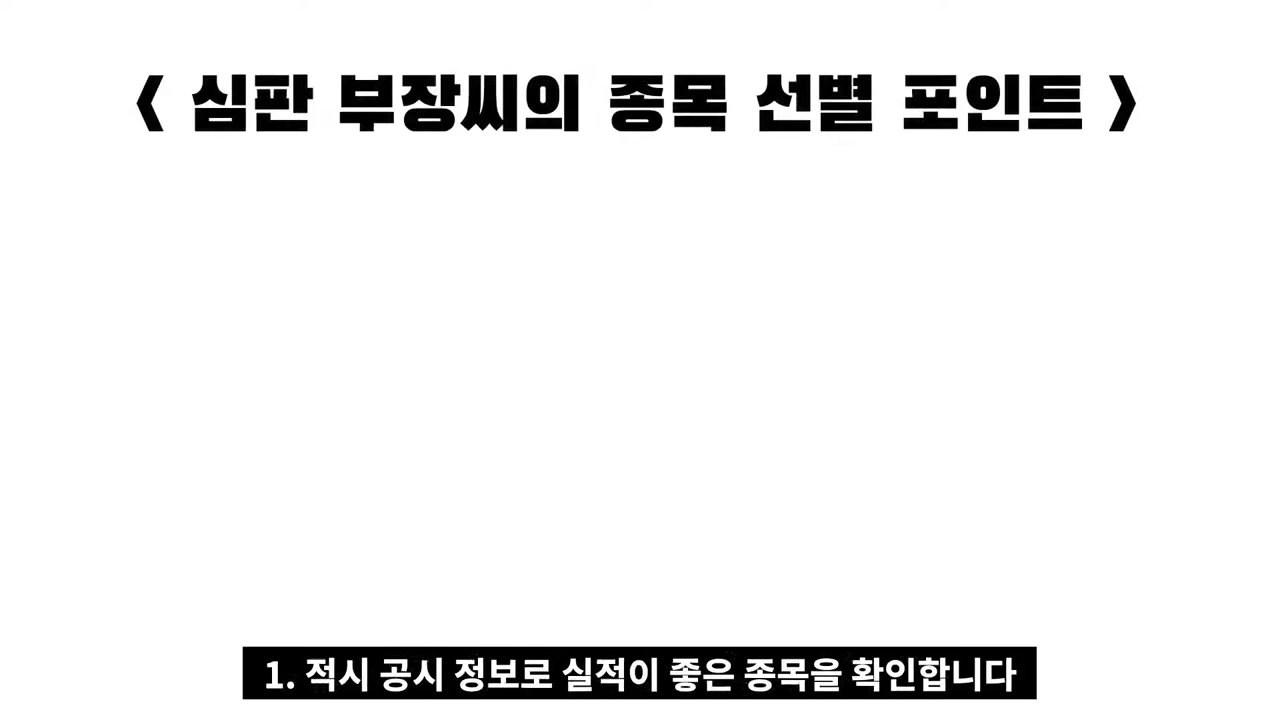 〈 심판 부장씨의 종목 선별 포인트 〉
1. 적시 공시 정보로 실적이 좋은 종목을 확인합니다